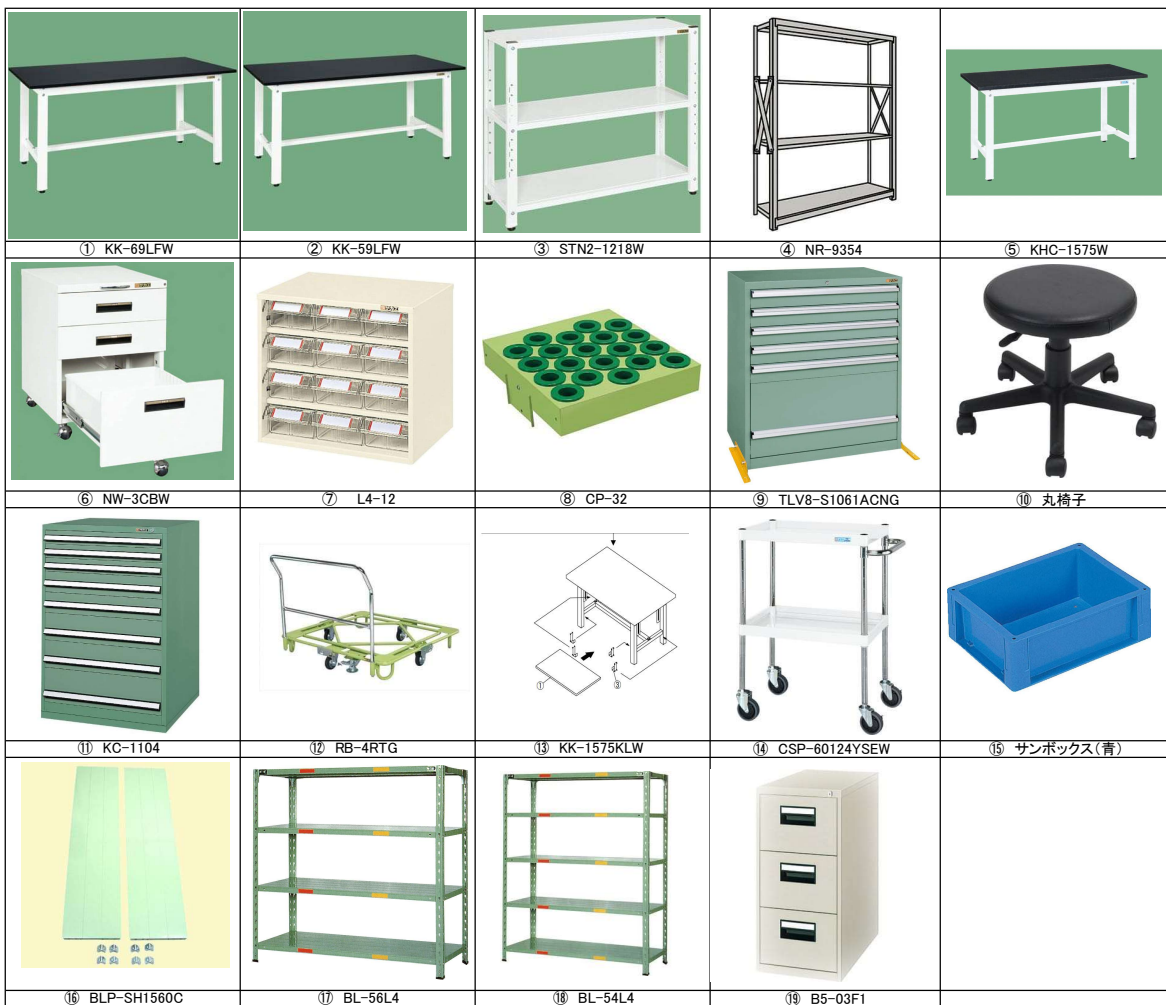 ① KK-69LFW
② KK-59LFW
③ STN2-1218W
④ NR-9354
⑤ KHC-1575W
⑥ NW-3CBW
⑦ L4-12
⑧ CP-32
⑨ TLV8-S1061ACNG
⑩ 丸椅子
⑪ KC-1104
⑫ RB-4RTG
① ③
⑬ KK-1575KLW
⑭ CSP-60124YSEW
⑮ サンボックス(青)
⑯ BLP-SH1560C
⑰ BL-56L4
⑱ BL-54L4
⑲ B5-03F1